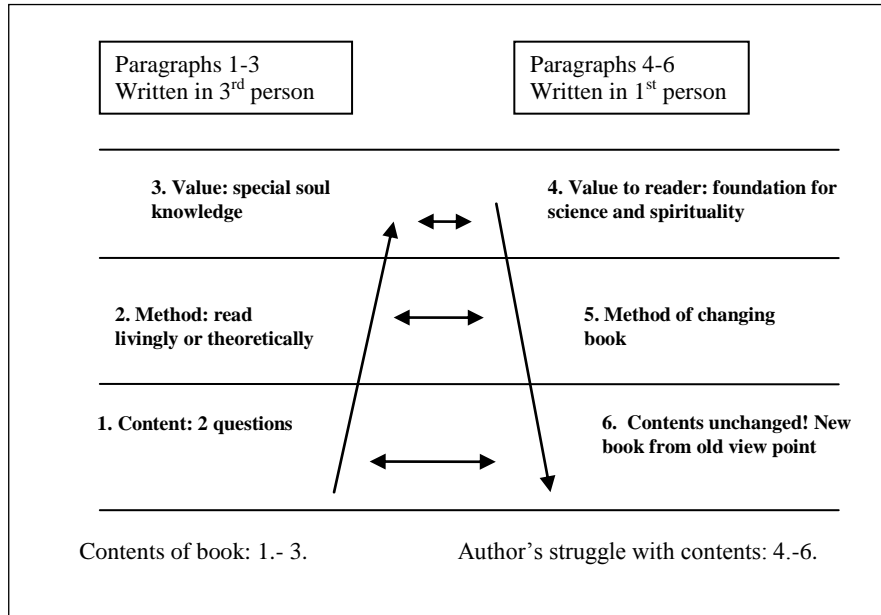 Paragraphs 1-3
Written in 3rd person
Paragraphs 4-6
Written in 1st person
3. Value: special soul
knowledge
4. Value to reader: foundation for
science and spirituality
2. Method: read
livingly or theoretically
5. Method of changing
book
1. Content: 2 questions
6.  Contents unchanged! New
book from old view point
Contents of book: 1.- 3.
Author's struggle with contents: 4.-6.